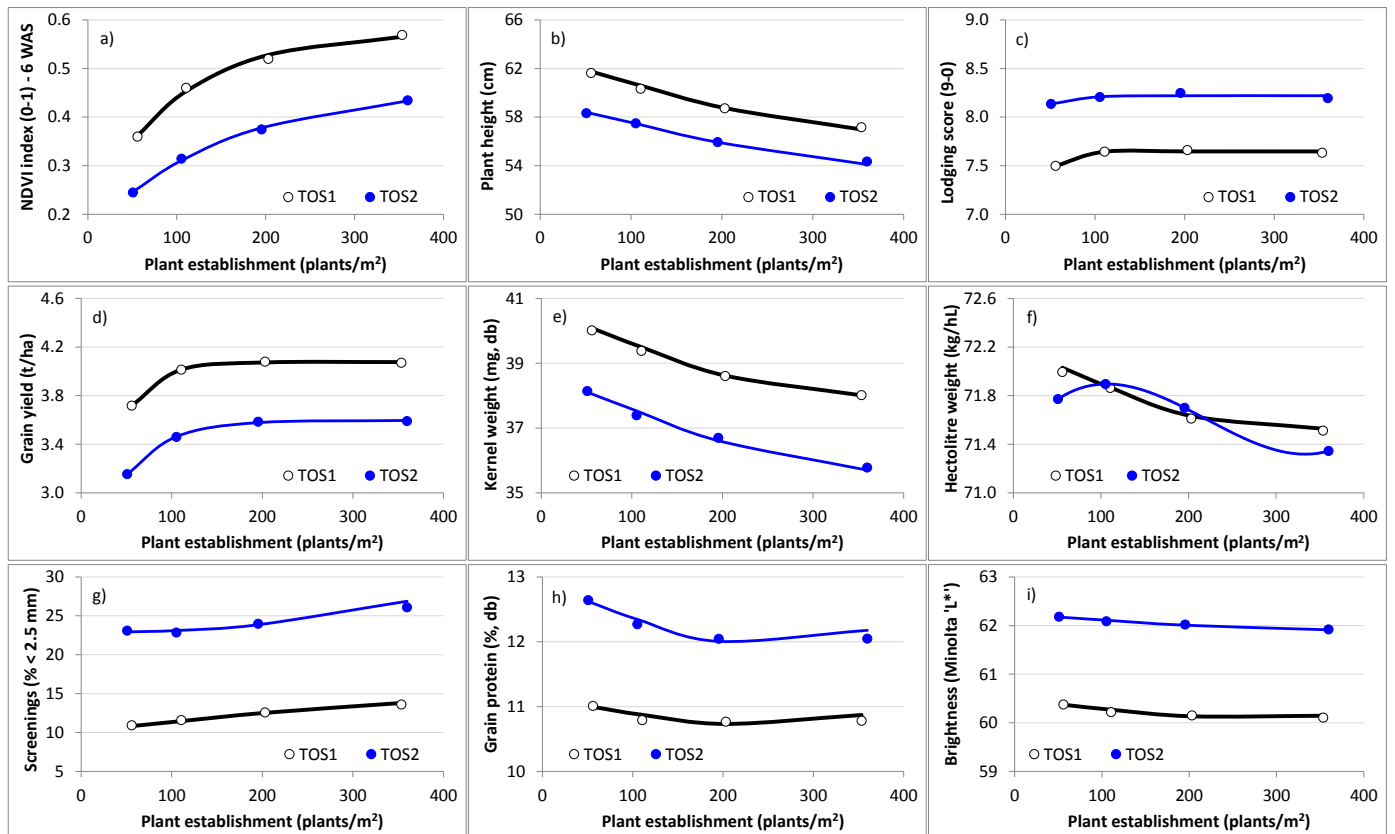 a)
NDVI index (0-1) - 6 WAS
0.6
0.5
0.4
0.3
0.2
TOS1 TOS2
0 100 200 300 400
Plant establishment (plants/m²)
b)
Plant height (cm)
66
62
58
54
50
TOS1 TOS2
0 100 200 300 400
Plant establishment (plants/m²)
c)
Lodging score (9-0)
9.0
8.5
8.0
7.5
7.0
TOS1 TOS2
0 100 200 300 400
Plant establishment (plants/m²)
d)
Grain yield (t/ha)
4.6
4.2
3.8
3.4
3.0
TOS1 TOS2
0 100 200 300 400
Plant establishment (plants/m²)
e)
Kernel weight (mg, db)
41
39
37
35
TOS1 TOS2
0 100 200 300 400
Plant establishment (plants/m²)
f)
Hectolitre weight (kg/hL)
72.6
72.2
71.8
71.4
71.0
TOS1 TOS2
0 100 200 300 400
Plant establishment (plants/m²)
g)
Screenings (% < 2.5 mm)
30
25
20
15
10
5
TOS1 TOS2
0 100 200 300 400
Plant establishment (plants/m²)
h)
Grain protein (%, db)
13
12
11
10
TOS1 TOS2
0 100 200 300 400
Plant establishment (plants/m²)
i)
Brightness (Minolta 'L*')
63
62
61
60
59
TOS1 TOS2
0 100 200 300 400
Plant establishment (plants/m²)